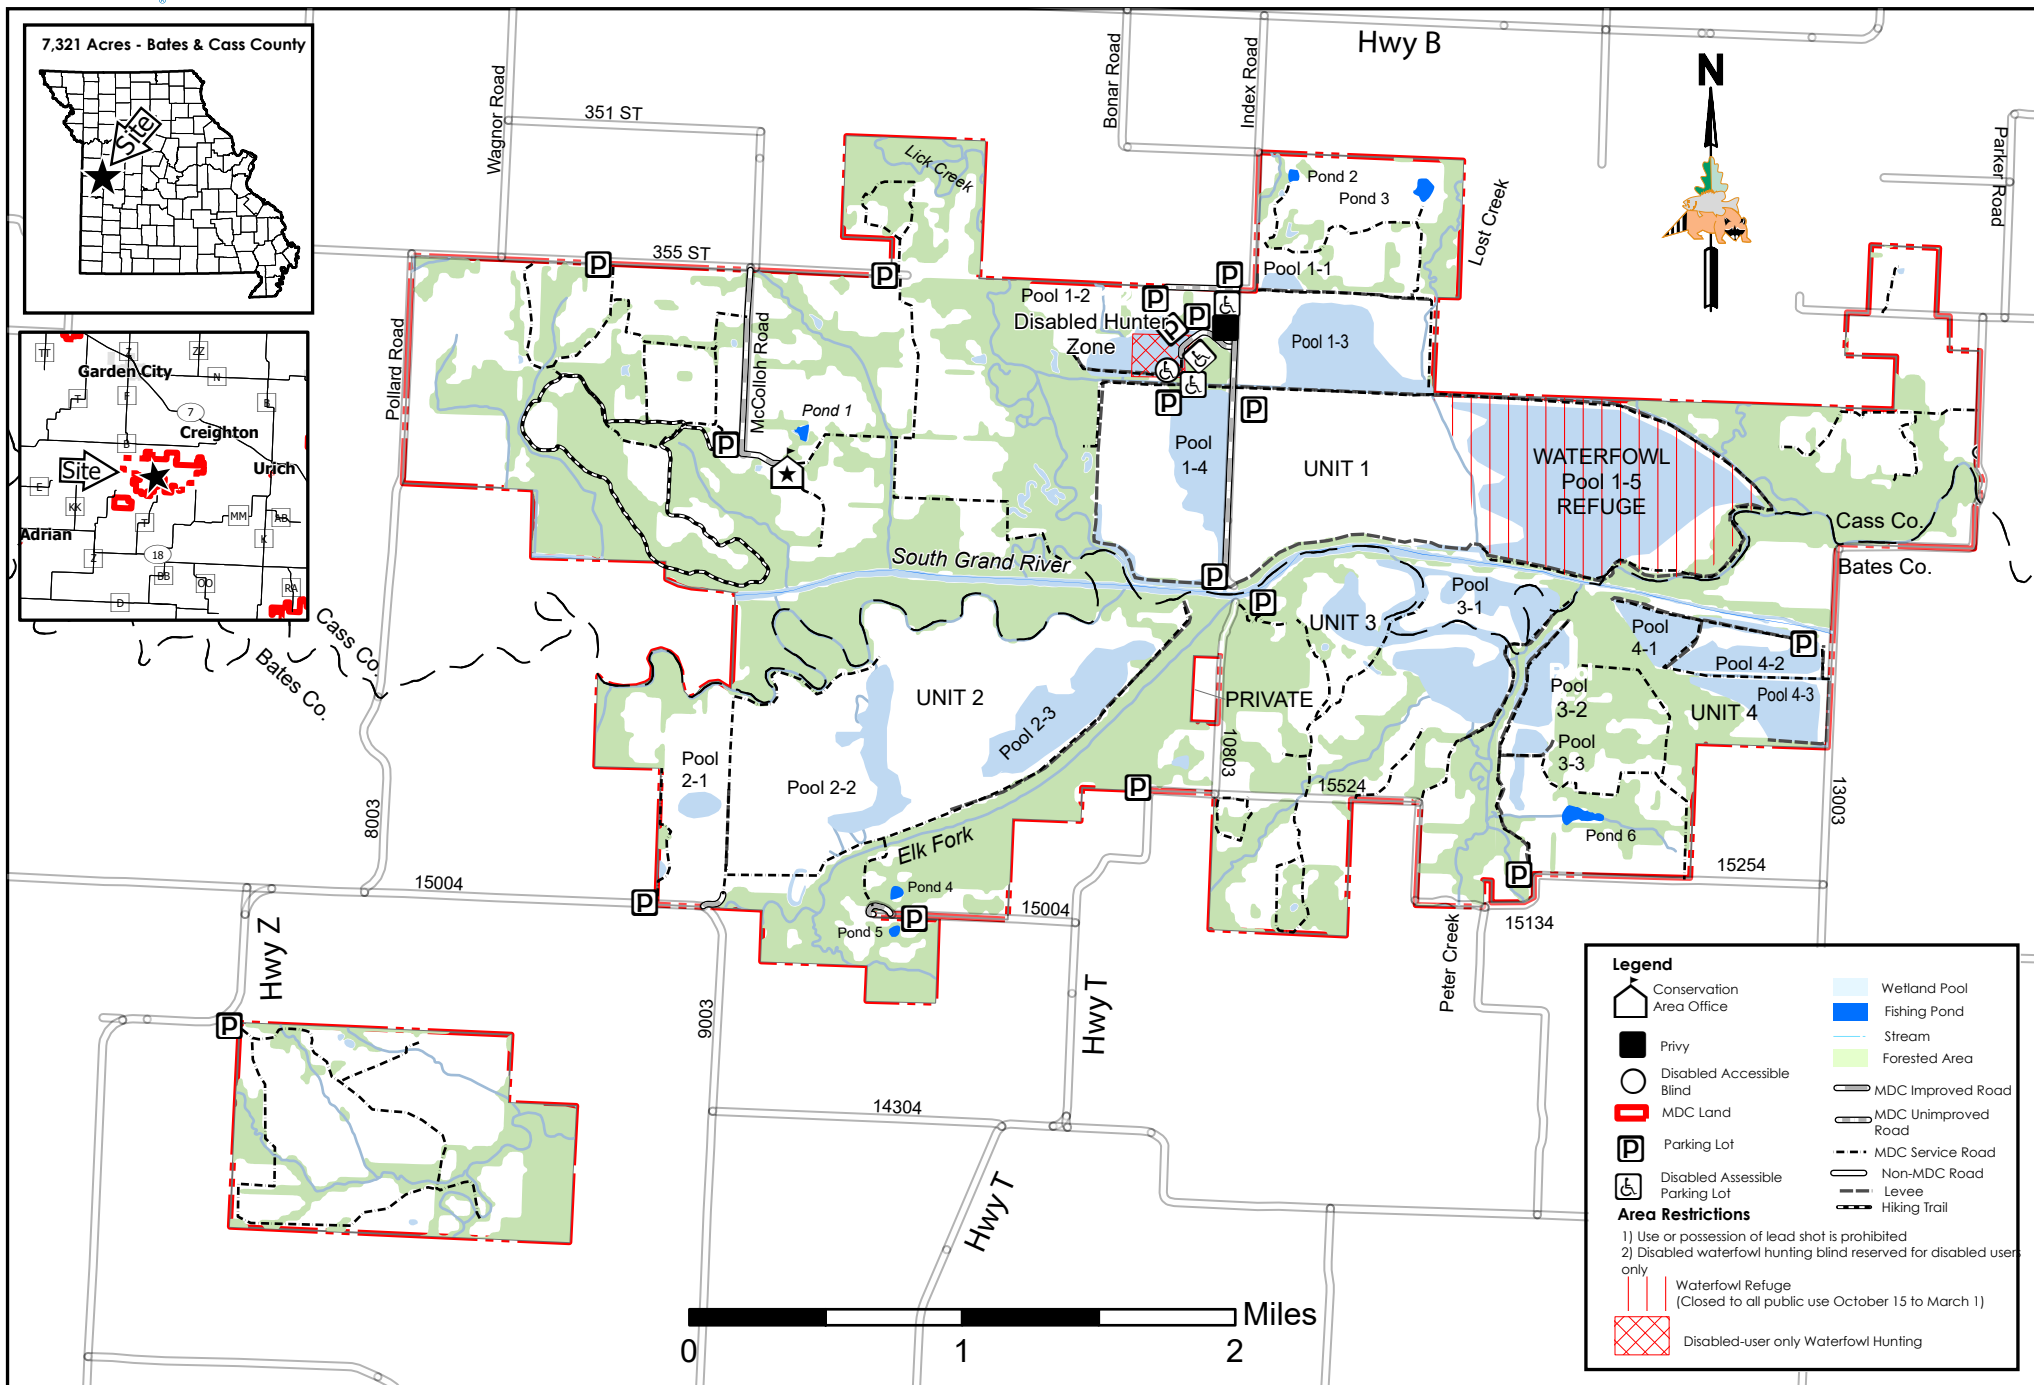 ®
7,321 Acres - Bates & Cass County
Site
TT
Z
ZZ
Garden City
N
T
F
B
7
Creighton
B
Site
Urich
E
KK
T
MM
AB
Adrian
K
Z
18
BB
OO
RA
D
Hwy B
N
Wagnor Road
351 ST
Bonar Road
Index Road
Parker Road
Lick Creek
Pond 2
Pond 3
Lost Creek
355 ST
P
P
P
P
P
Pool 1-1
Pool 1-2
Disabled Hunter
Zone
Pool 1-3
Pollard Road
McColloh Road
Pond 1
P
P
P
Pool
1-4
UNIT 1
WATERFOWL
Pool 1-5
REFUGE
Cass Co.
Bates Co.
South Grand River
P
P
Pool
3-1
UNIT 3
Pool
4-1
P
Pool 4-2
Pool 4-3
UNIT 4
Cass Co.
Bates Co.
UNIT 2
PRIVATE
Pool 2-3
Pool
3-2
Pool
3-3
Pool
2-1
Pool 2-2
10803
15524
P
13003
8003
Elk Fork
Pond 6
Pond 4
Pond 5
P
P
P
15004
15004
15254
15134
Peter Creek
Hwy Z
P
9003
Hwy T
14304
Hwy T
Miles
0
1
2
Legend
Conservation
Area Office
Privy
Disabled Accessible
Blind
MDC Land
P
Parking Lot
Disabled Assessible
Parking Lot
Wetland Pool
Fishing Pond
Stream
Forested Area
MDC Improved Road
MDC Unimproved
Road
MDC Service Road
Non-MDC Road
Levee
Hiking Trail
Area Restrictions
1) Use or possession of lead shot is prohibited
2) Disabled waterfowl hunting blind reserved for disabled users
only
Waterfowl Refuge
(Closed to all public use October 15 to March 1)
Disabled-user only Waterfowl Hunting